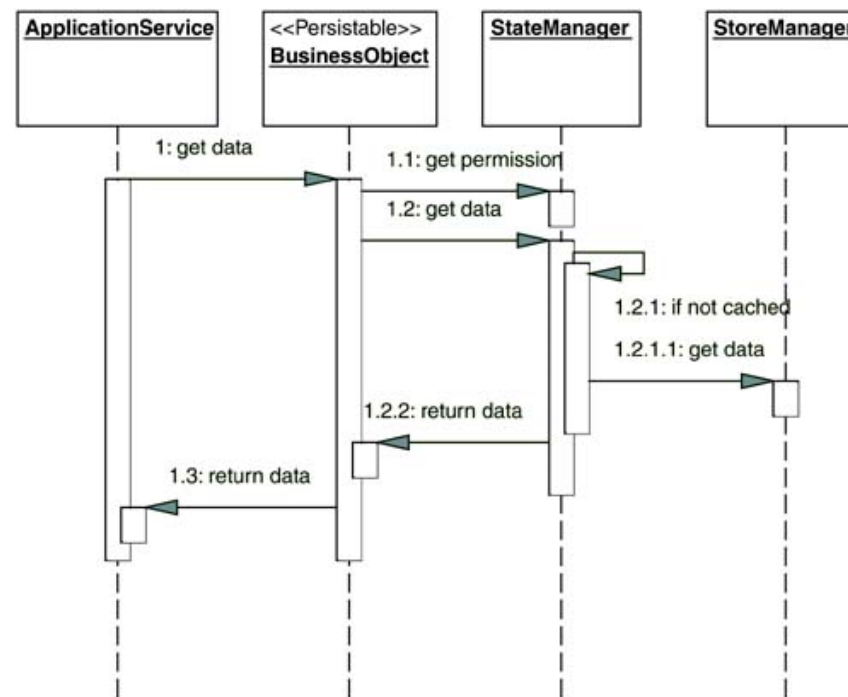 ApplicationService
<<Persistable>>
BusinessObject
StateManager
StoreManager
1: get data
1.1: get permission
1.2: get data
1.2.1: if not cached
1.2.1.1: get data
1.2.2: return data
1.3: return data